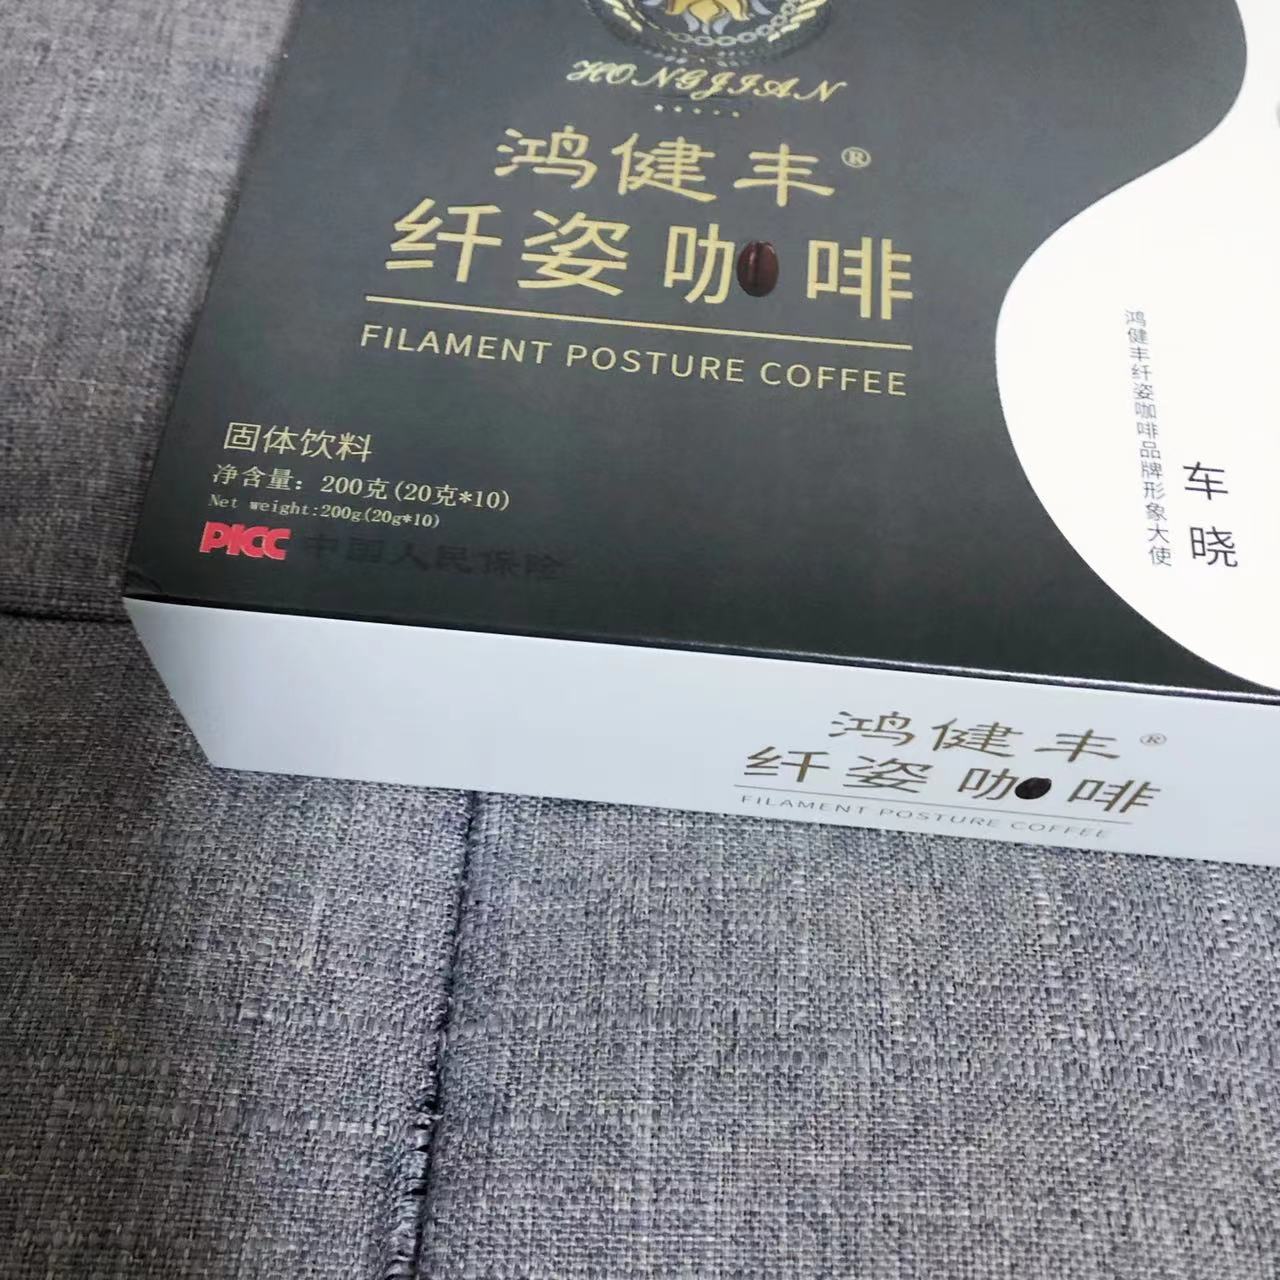 HONGJIAN
鸿健丰®
纤姿咖啡
FILAMENT POSTURE COFFEE
固体饮料
净含量：200克(20克*10)
Net weight:200g(20g*10)
PICC 中国人民保险
鸿健丰纤姿咖啡品牌形象大使
车晓
鸿健丰®
纤姿咖啡
FILAMENT POSTURE COFFEE